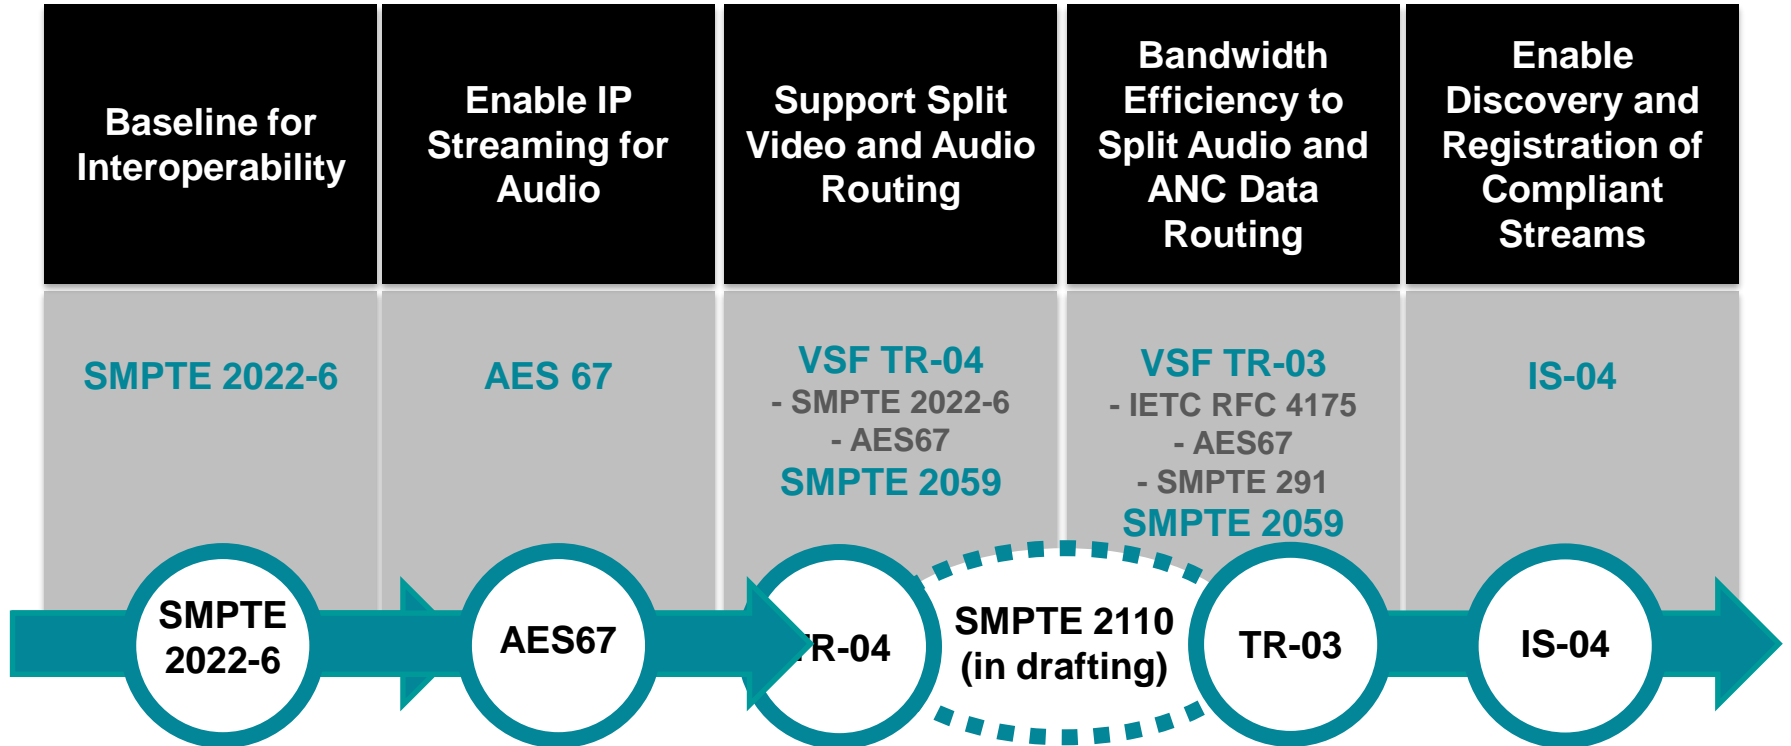 Baseline for
Interoperability
Enable IP
Streaming for
Audio
Support Split
Video and Audio
Routing
Bandwidth
Efficiency to
Split Audio and
ANC Data
Routing
Enable
Discovery and
Registration of
Compliant
Streams
SMPTE 2022-6
AES 67
VSF TR-04
- SMPTE 2022-6
- AES67
SMPTE 2059
VSF TR-03
- IETC RFC 4175
- AES67
- SMPTE 291
SMPTE 2059
IS-04
SMPTE
2022-6
AES67
TR-04
SMPTE 2110
(in drafting)
TR-03
IS-04